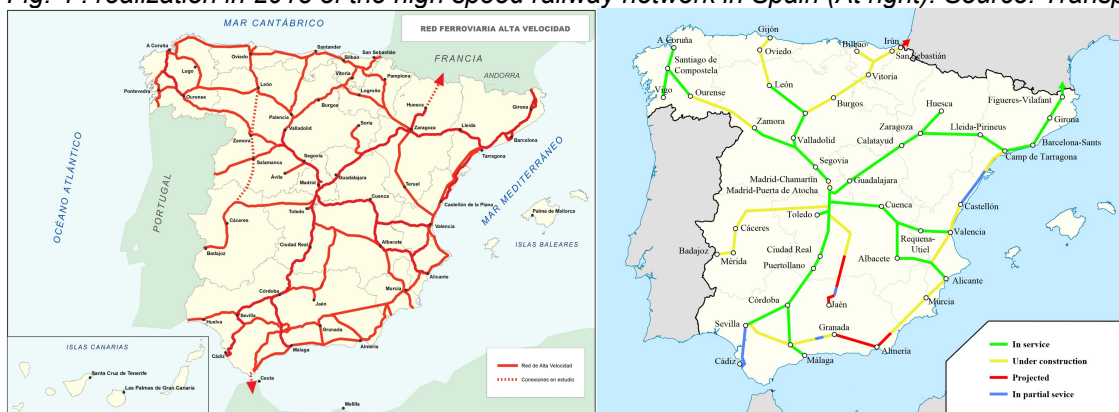 Fig. 1 : realization in 2016 of the high speed railway network in Spain (At right). Source: Transp
MAR CANTÁBRICO
RED FERROVIARIA ALTA VELOCIDAD
A Coruña
Lugo
Oviedo
Santander
Bilbao
San Sebastián
FRANCIA
ANDORRA
Pontevedra
Ourense
León
Vitoria
Pamplona
Logroño
Burgos
Huesca
Girona
Palencia
Zamora
Valladolid
Soria
Zaragoza
Lleida
Barcelona
Tarragona
Salamanca
Segovia
Ávila
Madrid
Guadalajara
Teruel
OCÉANO ATLÁNTICO
PORTUGAL
MAR MEDITERRÁNEO
Cáceres
Toledo
Cuenca
Castellón de la Plana
Valencia
Palma de Mallorca
ISLAS BALEARES
Badajoz
Ciudad Real
Albacete
Alicante
Murcia
Córdoba
Jaén
Huelva
Sevilla
Granada
Almería
Cádiz
Málaga
Ceuta
Melilla
ISLAS CANARIAS
Santa Cruz de Tenerife
Las Palmas de Gran Canaria
Red de Alta Velocidad
Conexiones en estudio
Gijón
A Coruña
Oviedo
Bilbao
Irún
San Sebastián
Santiago de
Compostela
Vitoria
Vigo
Ourense
León
Burgos
Huesca
Figueres-Vilafant
Girona
Zamora
Valladolid
Zaragoza
Calatayud
Lleida-Pirineus
Barcelona-Sants
Camp de Tarragona
Segovia
Madrid-Chamartín
Madrid-Puerta de Atocha
Guadalajara
Toledo
Cuenca
Castellón
Cáceres
Badajoz
Mérida
Ciudad Real
Puertollano
Requena-
Utiel
Valencia
Albacete
Alicante
Murcia
Córdoba
Jaén
Sevilla
Granada
Almería
Cádiz
Málaga
In service
Under construction
Projected
In partial sevice